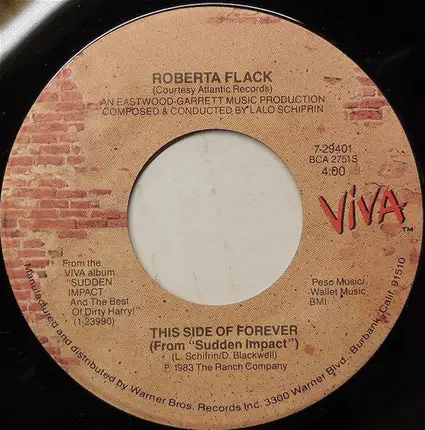 ROBERTA FLACK
(Courtesy Atlantic Records)
AN EASTWOOD-GARRETT MUSIC PRODUCTION
COMPOSED & CONDUCTED BY LALO SCHIFRIN
7-29401
BCA 2751S
4:00
VIVA
TM
From the
VIVA album
"SUDDEN
IMPACT
And The Best
Of Dirty Harry!"
(1-23990)
Peso Music/
Wallet Music
BMI
THIS SIDE OF FOREVER
(From "Sudden Impact")
(L. Schifrin/D. Blackwell)
℗ 1983 The Ranch Company
Manufactured and distributed by Warner Bros. Records Inc. 3300 Warner Blvd., Burbank, Calif. 91510